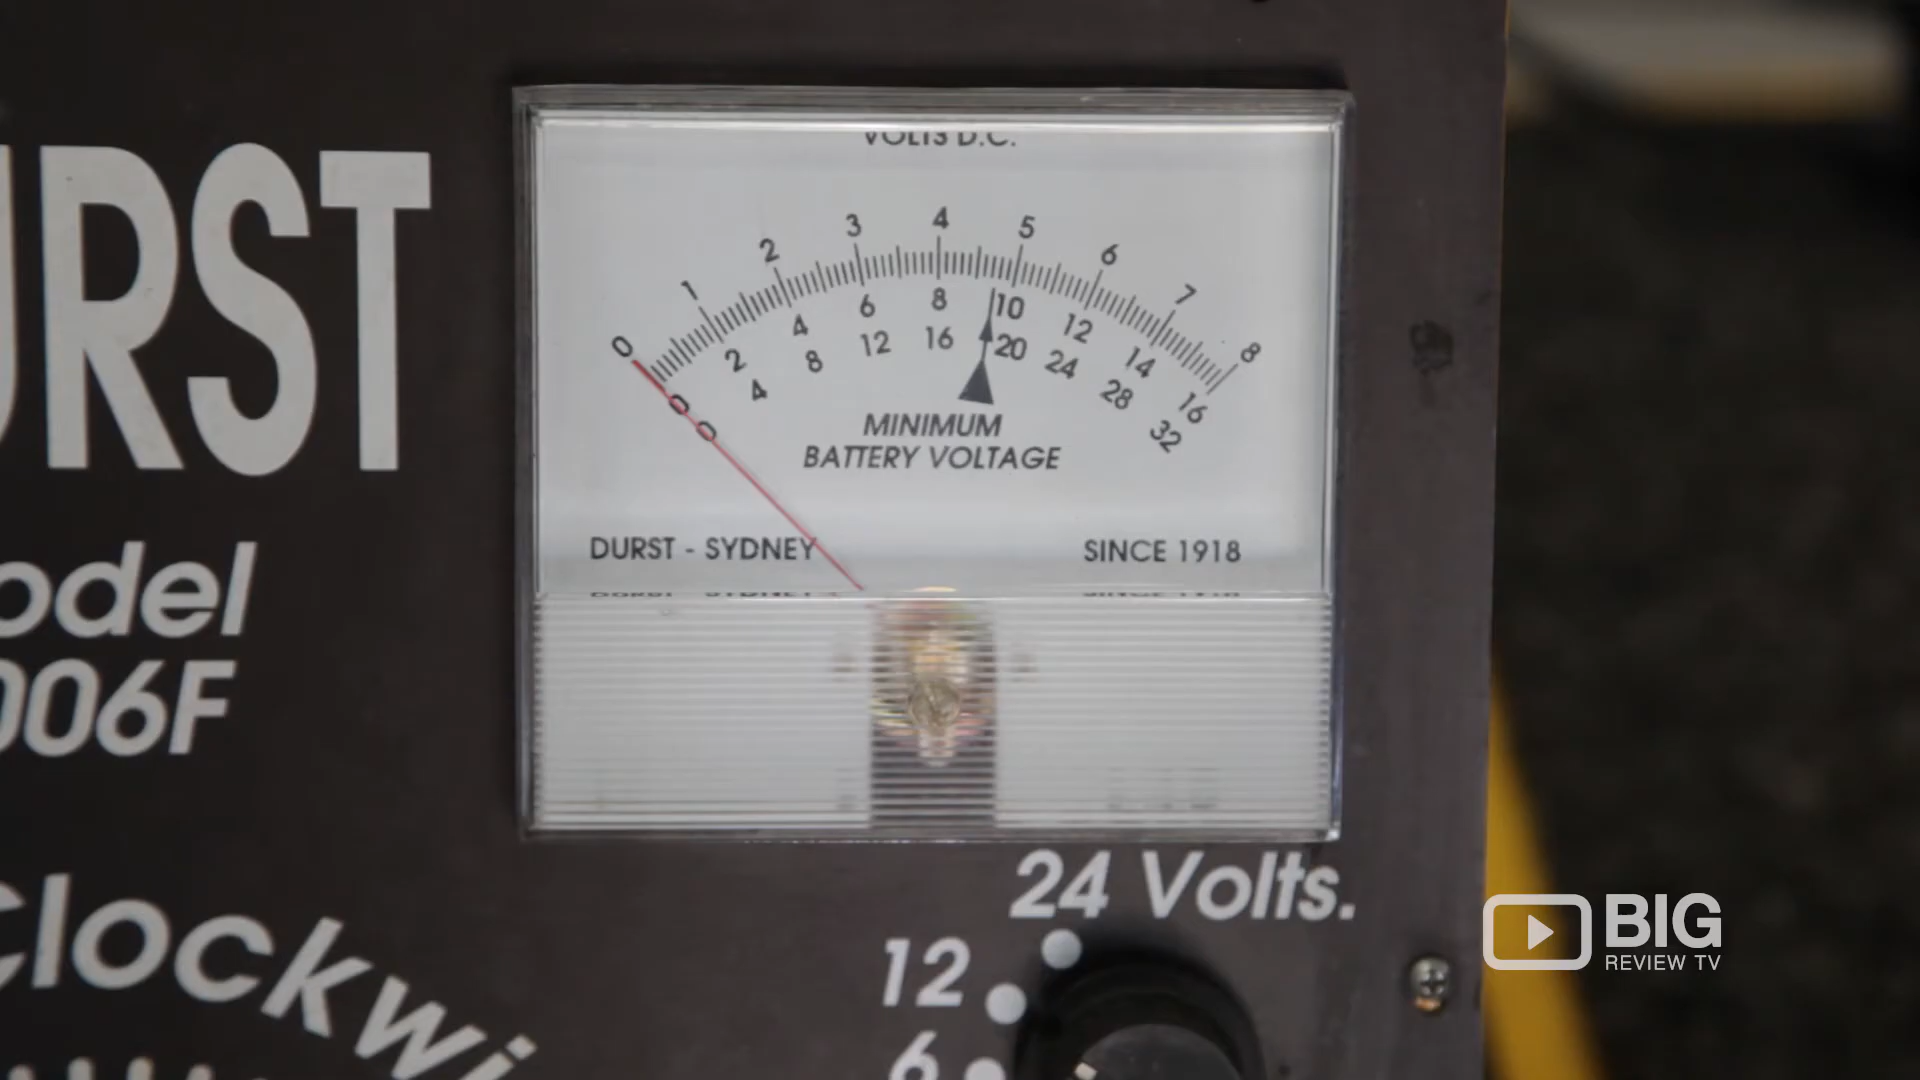 VOLTS D.C.
0 1 2 3 4 5 6 7 8
0 2 4 6 8 10 12 14 16
0 4 8 12 16 20 24 28 32
MINIMUM
BATTERY VOLTAGE
DURST - SYDNEY
SINCE 1918
URST
odel
006F
Clockwi
24 Volts.
12
6
BIG
REVIEW TV